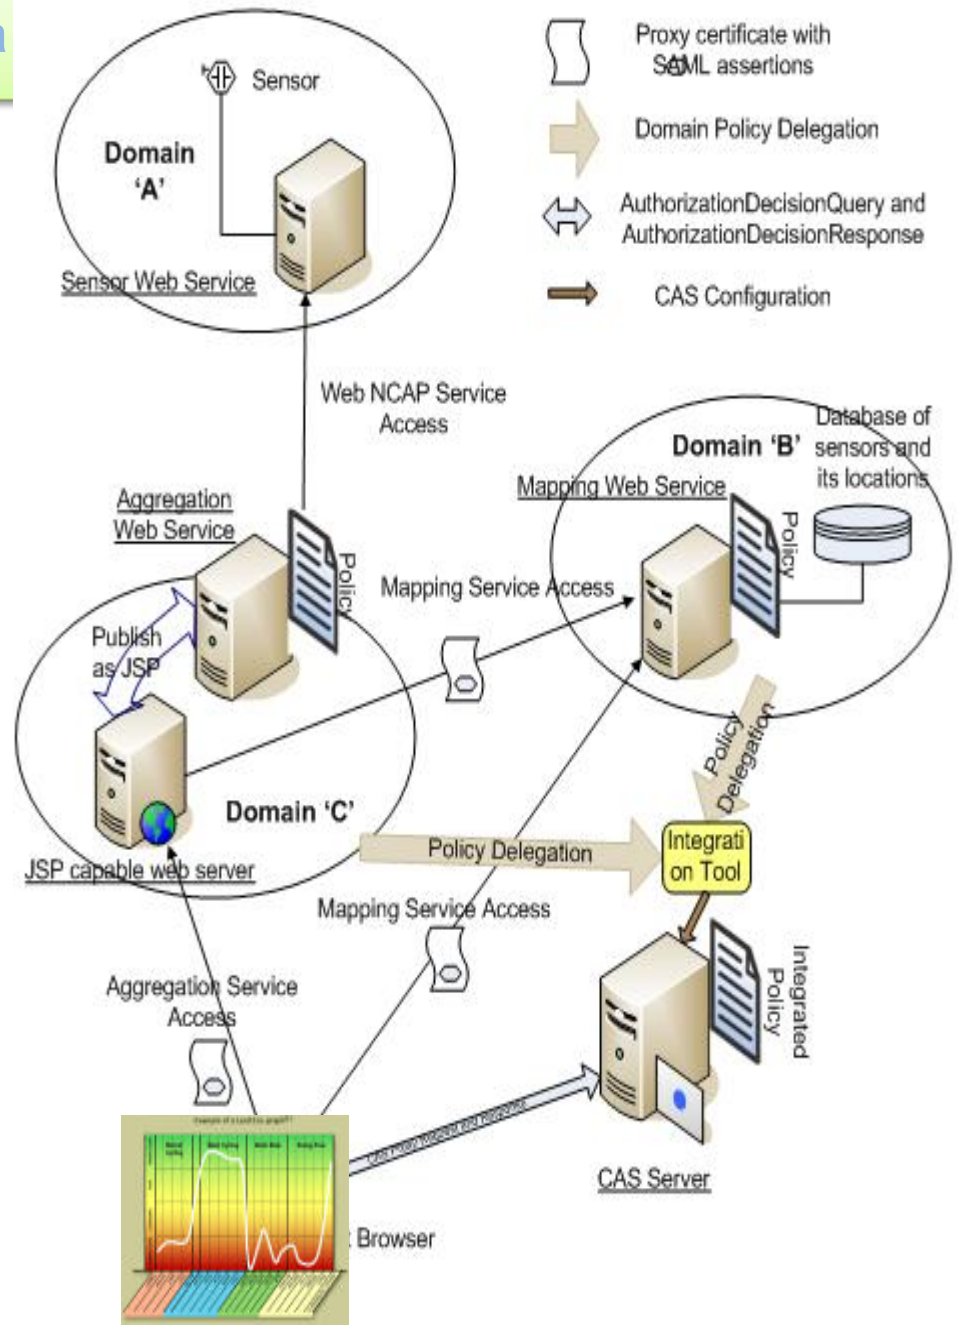 Sensor
Domain
‘A’
Sensor Web Service
Proxy certificate with
SAML assertions
Domain Policy Delegation
AuthorizationDecisionQuery and
AuthorizationDecisionResponse
CAS Configuration
Web NCAP Service
Access
Domain ‘B’
Database of
sensors and
its locations
Mapping Web Service
Policy
Aggregation
Web Service
Policy
Mapping Service Access
Publish
as JSP
Domain ‘C’
JSP capable web server
Policy
Delegation
Policy Delegation
Integrati
on Tool
Mapping Service Access
Aggregation Service
Access
Integrated
Policy
CAS Server
Browser